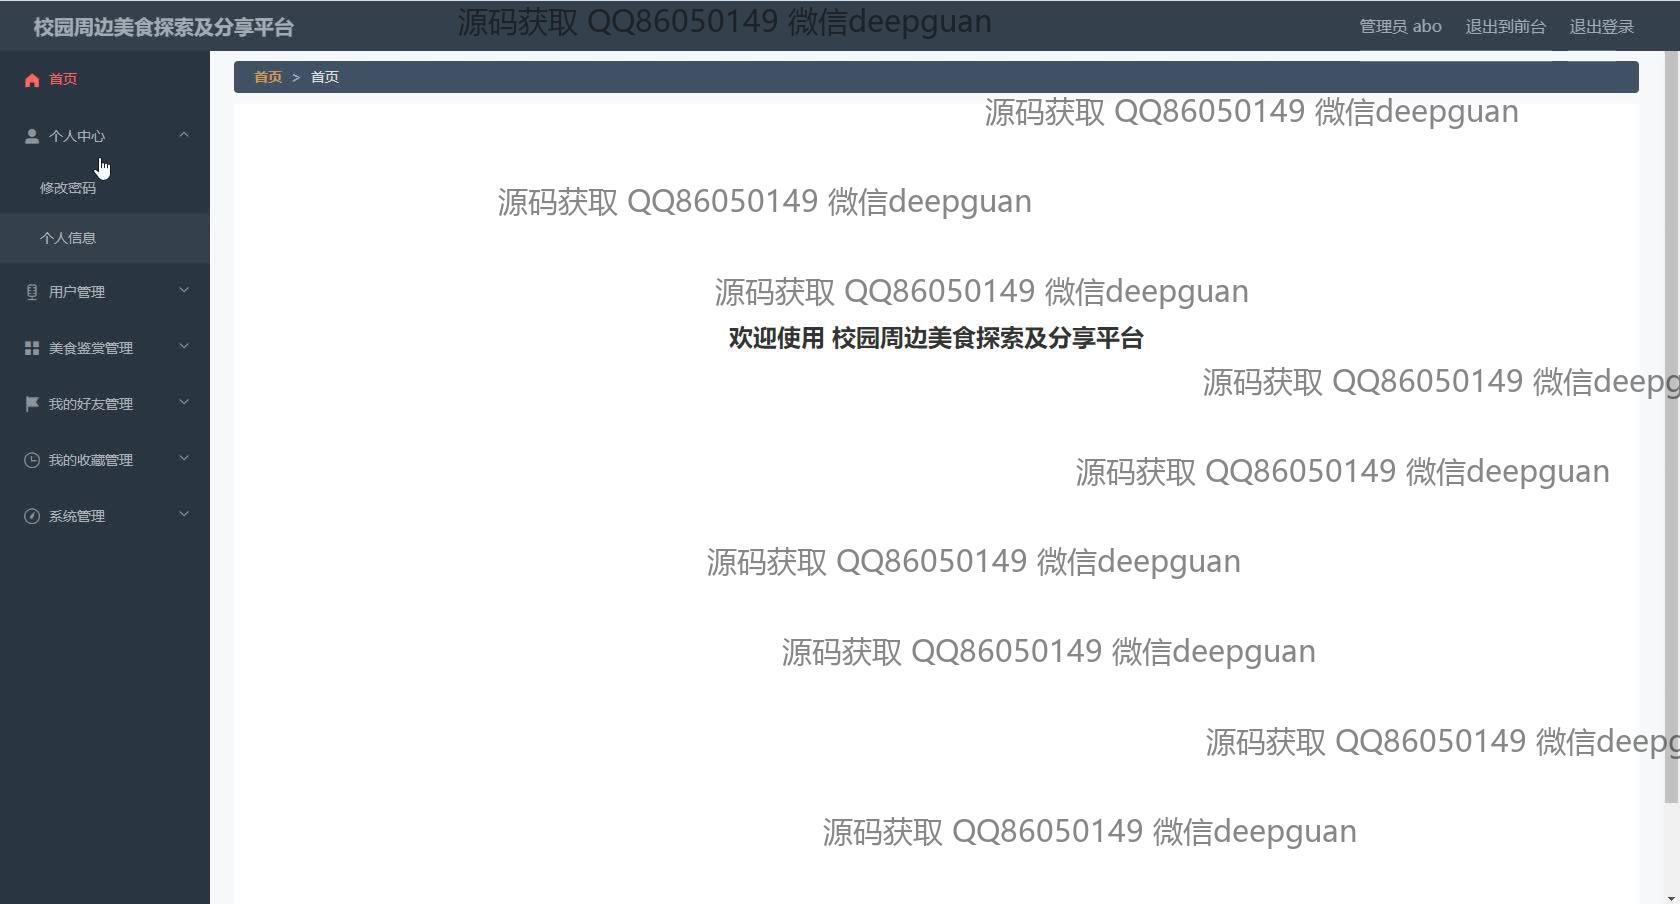 校园周边美食探索及分享平台
源码获取 QQ86050149 微信deepguan
管理员 abo
退出到前台
退出登录
首页
个人中心
修改密码
个人信息
用户管理
美食鉴赏管理
我的好友管理
我的收藏管理
系统管理
首页 > 首页
源码获取 QQ86050149 微信deepguan
源码获取 QQ86050149 微信deepguan
源码获取 QQ86050149 微信deepguan
欢迎使用 校园周边美食探索及分享平台
源码获取 QQ86050149 微信deepg
源码获取 QQ86050149 微信deepguan
源码获取 QQ86050149 微信deepguan
源码获取 QQ86050149 微信deepguan
源码获取 QQ86050149 微信deepg
源码获取 QQ86050149 微信deepguan